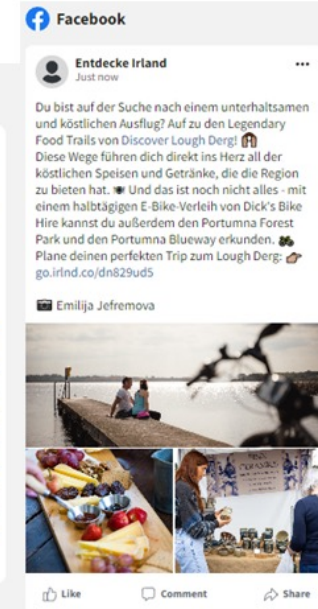 Facebook
Entdecke Irland
Just now
Du bist auf der Suche nach einem unterhaltsamen
und köstlichen Ausflug? Auf zu den Legendary
Food Trails von Discover Lough Derg!
Diese Wege führen dich direkt ins Herz all der
köstlichen Speisen und Getränke, die die Region
zu bieten hat. Und das ist noch nicht alles - mit
einem halbtägigen E-Bike-Verleih von Dick's Bike
Hire kannst du außerdem den Portumna Forest
Park und den Portumna Blueway erkunden.
Plane deinen perfekten Trip zum Lough Derg:
go.irlnd.co/dn829ud5
Emilija Jefremova
Like Comment Share